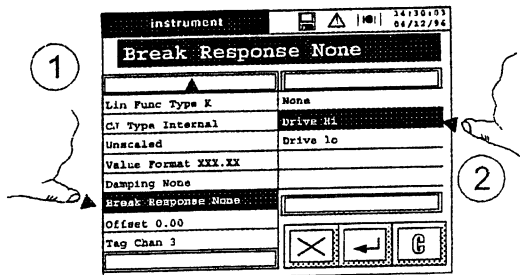 instrument
14:30:03
04/12/96
Break Response None
1
Lin Func Type K
CJ Type Internal
Unscaled
Value Format XXX.XX
Damping None
Break Response None
Offset 0.00
Tag Chan 3
None
Drive Hi
Drive lo
2
C